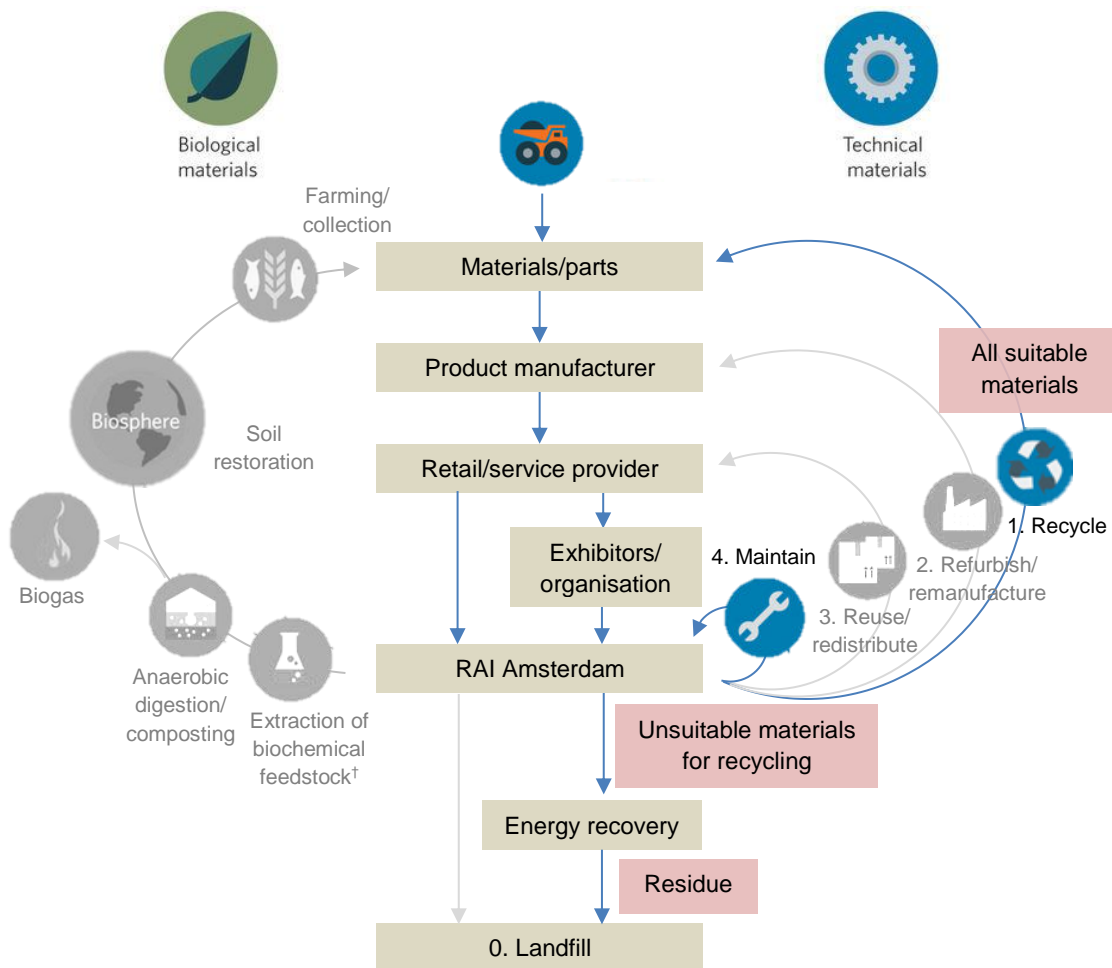 Biological
materials
Technical
materials
Farming/
collection
Materials/parts
All suitable
materials
Product manufacturer
Biosphere
Soil
restoration
Retail/service provider
1. Recycle
Exhibitors/
organisation
4. Maintain
2. Refurbish/
remanufacture
Biogas
3. Reuse/
redistribute
RAI Amsterdam
Anaerobic
digestion/
composting
Extraction of
biochemical
feedstock†
Unsuitable materials
for recycling
Energy recovery
Residue
0. Landfill